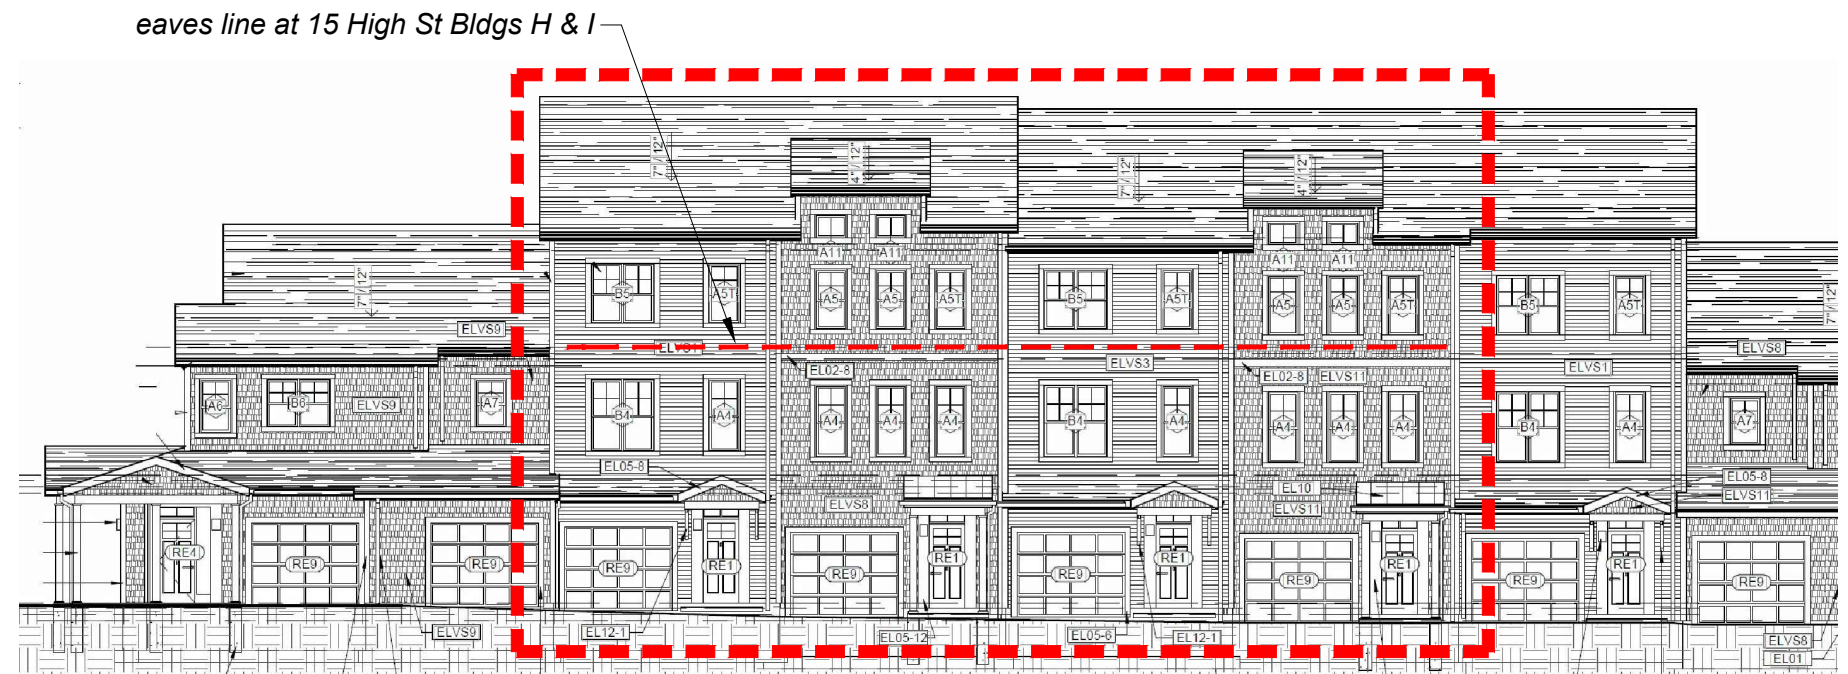 eaves line at 15 High St Bldgs H & I
7" / 12"
4" / 12"
7" / 12"
4" / 12"
A11 A11 A11 A11
7" / 12" 7" / 12"
B5 A5T A5 A5 A5T B5 A5T A5 A5 A5T B5 A5T
ELVS9 ELVS1 ELVS3 ELVS8
EL02-8 EL02-8 ELVS11 ELVS1
A6 B6 ELVS9 A7 B4 A4 A4 A4 A4 B4 A4 A4 A4 A4 B4 A4 A7
EL05-8 EL10 EL05-8
ELVS8 ELVS11 ELVS11
RE4 RE9 RE9 RE9 RE1 RE9 RE1 RE9 RE1 RE9 RE1 RE9 RE1 RE9
ELVS9 EL12-1 EL05-12 EL05-6 EL12-1 ELVS8
EL01